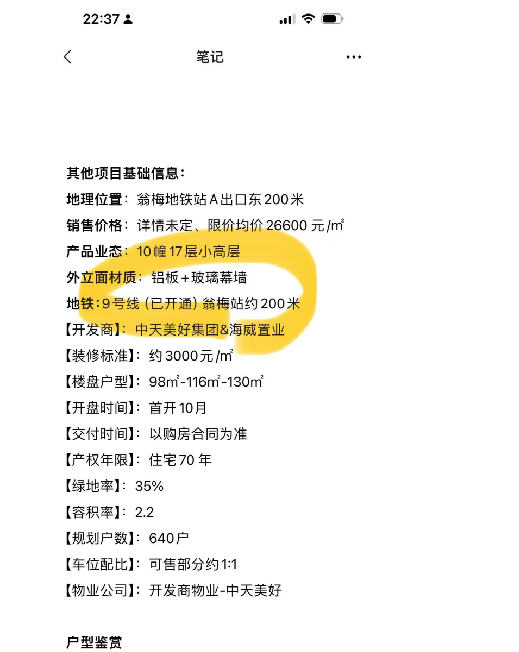 22:37
笔记
其他项目基础信息：
地理位置：翁梅地铁站A出口东200米
销售价格：详情未定、限价均价26600 元/㎡
产品业态：10幢17层小高层
外立面材质：铝板+玻璃幕墙
地铁：9号线（已开通）翁梅站约200米
【开发商】：中天美好集团&海威置业
【装修标准】：约3000元/㎡
【楼盘户型】：98㎡-116㎡-130㎡
【开盘时间】：首开10月
【交付时间】：以购房合同为准
【产权年限】：住宅70 年
【绿地率】：35%
【容积率】：2.2
【规划户数】：640户
【车位配比】：可售部分约1:1
【物业公司】：开发商物业-中天美好
户型鉴赏